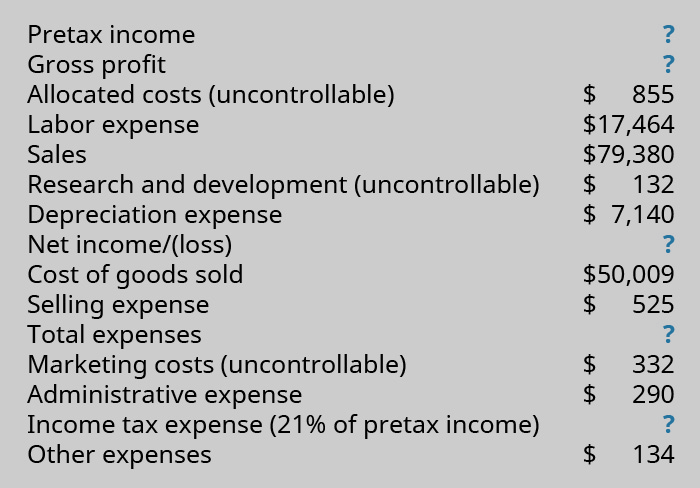 Pretax income ?
Gross profit ?
Allocated costs (uncontrollable) $ 855
Labor expense $17,464
Sales $79,380
Research and development (uncontrollable) $ 132
Depreciation expense $ 7,140
Net income/(loss) ?
Cost of goods sold $50,009
Selling expense $ 525
Total expenses ?
Marketing costs (uncontrollable) $ 332
Administrative expense $ 290
Income tax expense (21% of pretax income) ?
Other expenses $ 134